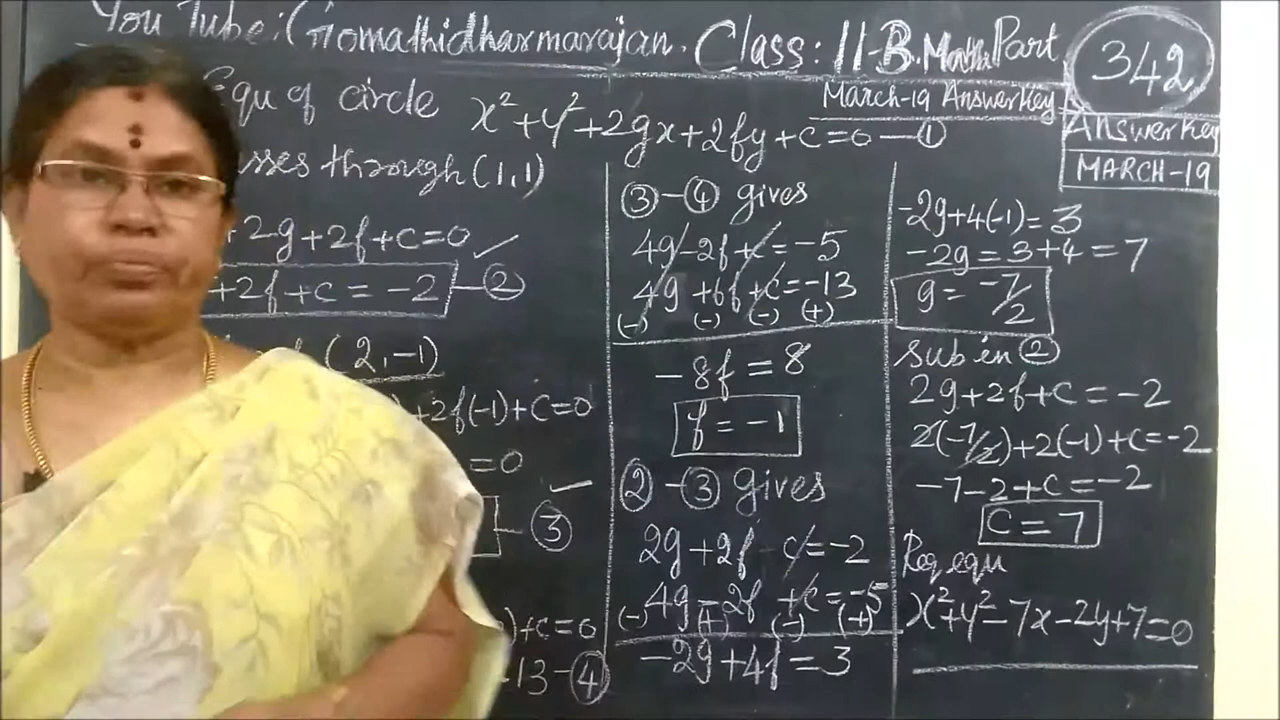 You Tube: Gomathidharmarajan. Class: 11-B. Math Part
342
March-19 Answer Key
Answer Key
MARCH-19
Equ of circle x²+y²+2gx+2fy+c=0 — ①
sses through (1,1)
+2g+2f+c=0
+2f+c = -2 — ②
(2,-1)
)+2f(-1)+c=0
=0
— ③
)+c=0
13 - ④
③-④ gives
4g-2f+c = -5
4g+6f+c = -13
(-) (-) (-) (+)
-8f = 8
f = -1
②-③ gives
2g+2f c = -2
4g-2f+c = -5
(-) (+) (-) (+)
-2g+4f = 3
-2g+4(-1) = 3
-2g = 3+4 = 7
g = -7/2
Sub in ②
2g+2f+c = -2
2(-7/2)+2(-1)+c = -2
-7-2+c = -2
c = 7
Req equ
x²+y²-7x-2y+7=0